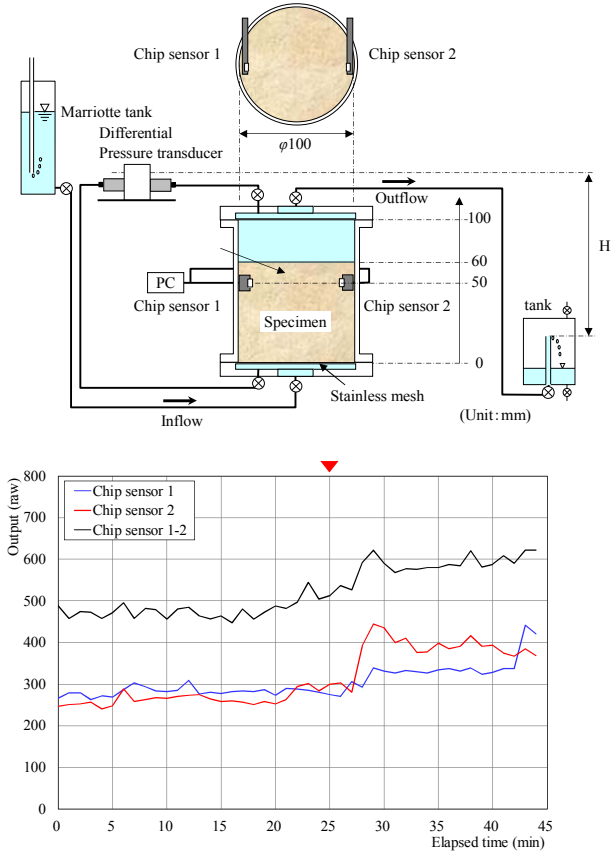 Chip sensor 1
Chip sensor 2
Marriotte tank
Differential
Pressure transducer
φ100
Outflow
100
H
60
PC
50
Chip sensor 1
Chip sensor 2
tank
Specimen
0
Stainless mesh
Inflow
(Unit:mm)
800
Chip sensor 1
Chip sensor 2
Chip sensor 1-2
700
600
500
400
300
200
100
0
Output (raw)
0
5
10
15
20
25
30
35
40
45
Elapsed time (min)